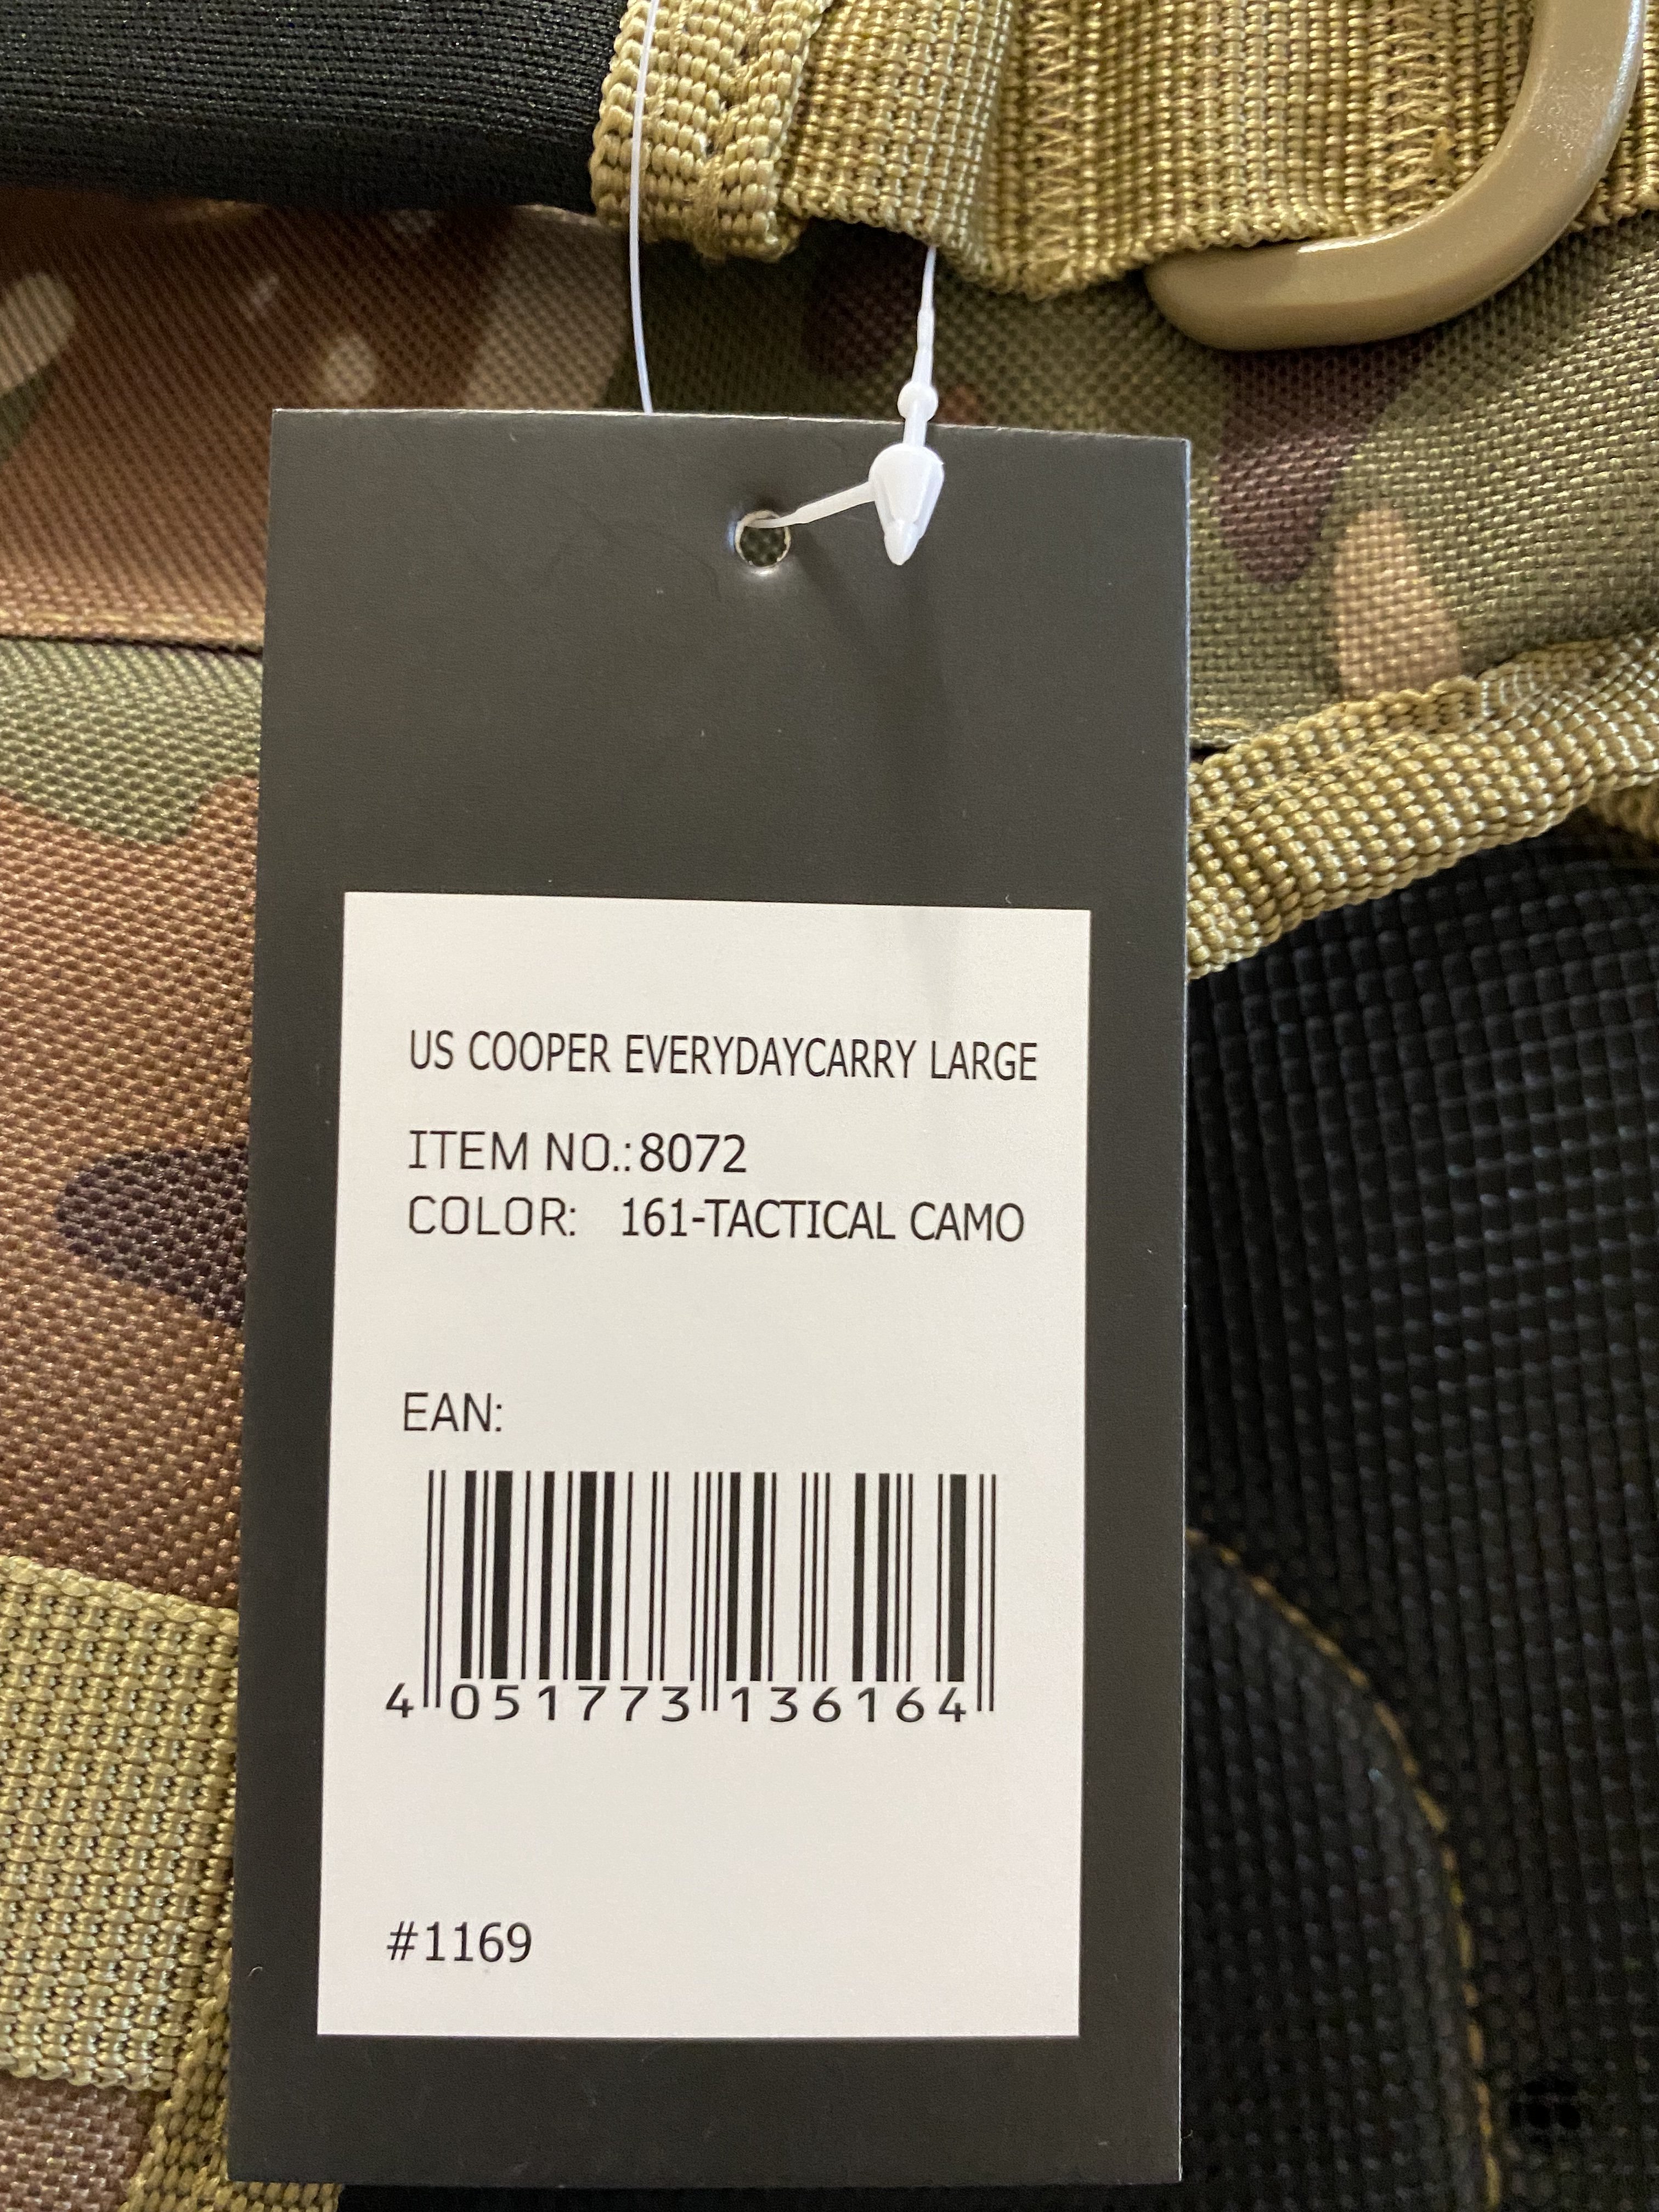 US COOPER EVERYDAYCARRY LARGE
ITEM NO.:8072
COLOR: 161-TACTICAL CAMO
EAN:
4 051773 136164
#1169